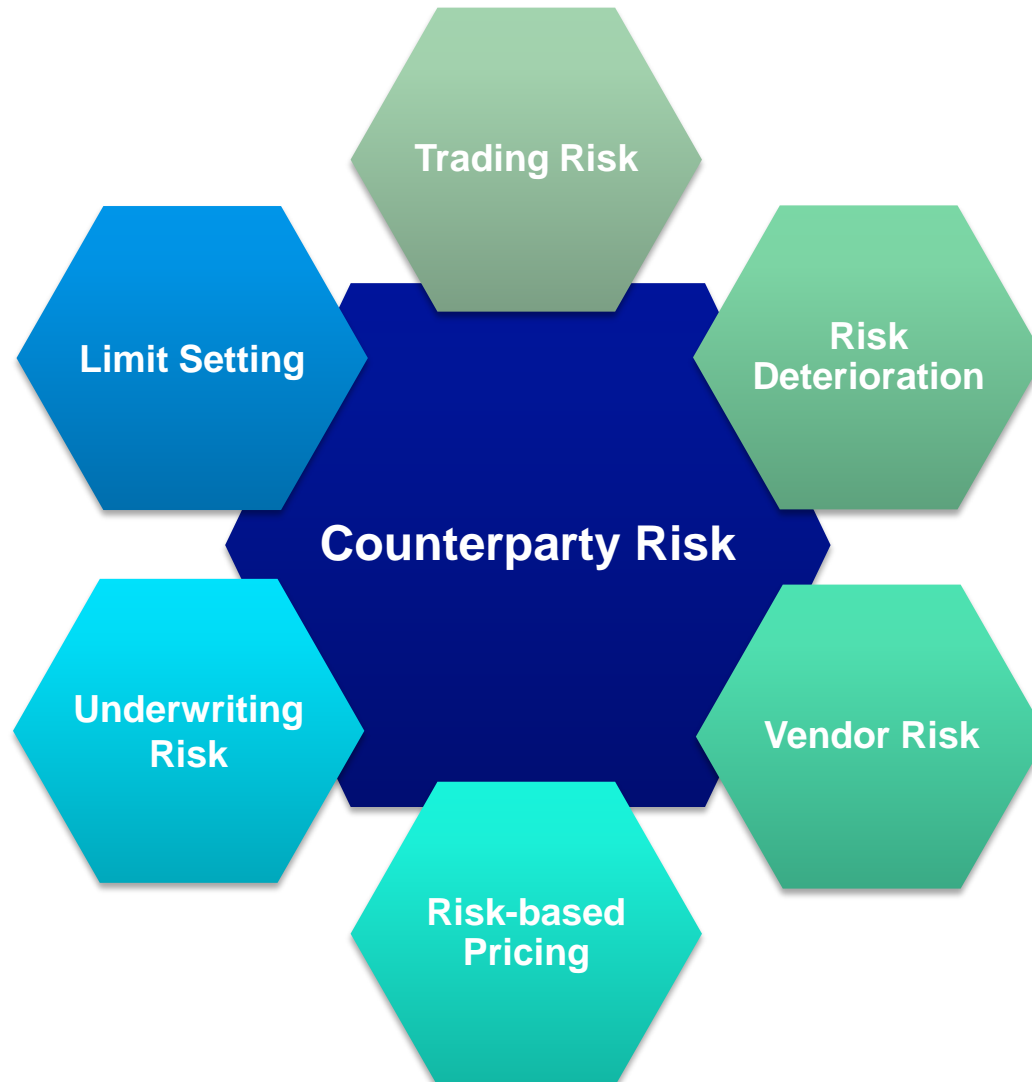 Trading Risk
Limit Setting
Risk
Deterioration
Counterparty Risk
Underwriting
Risk
Vendor Risk
Risk-based
Pricing